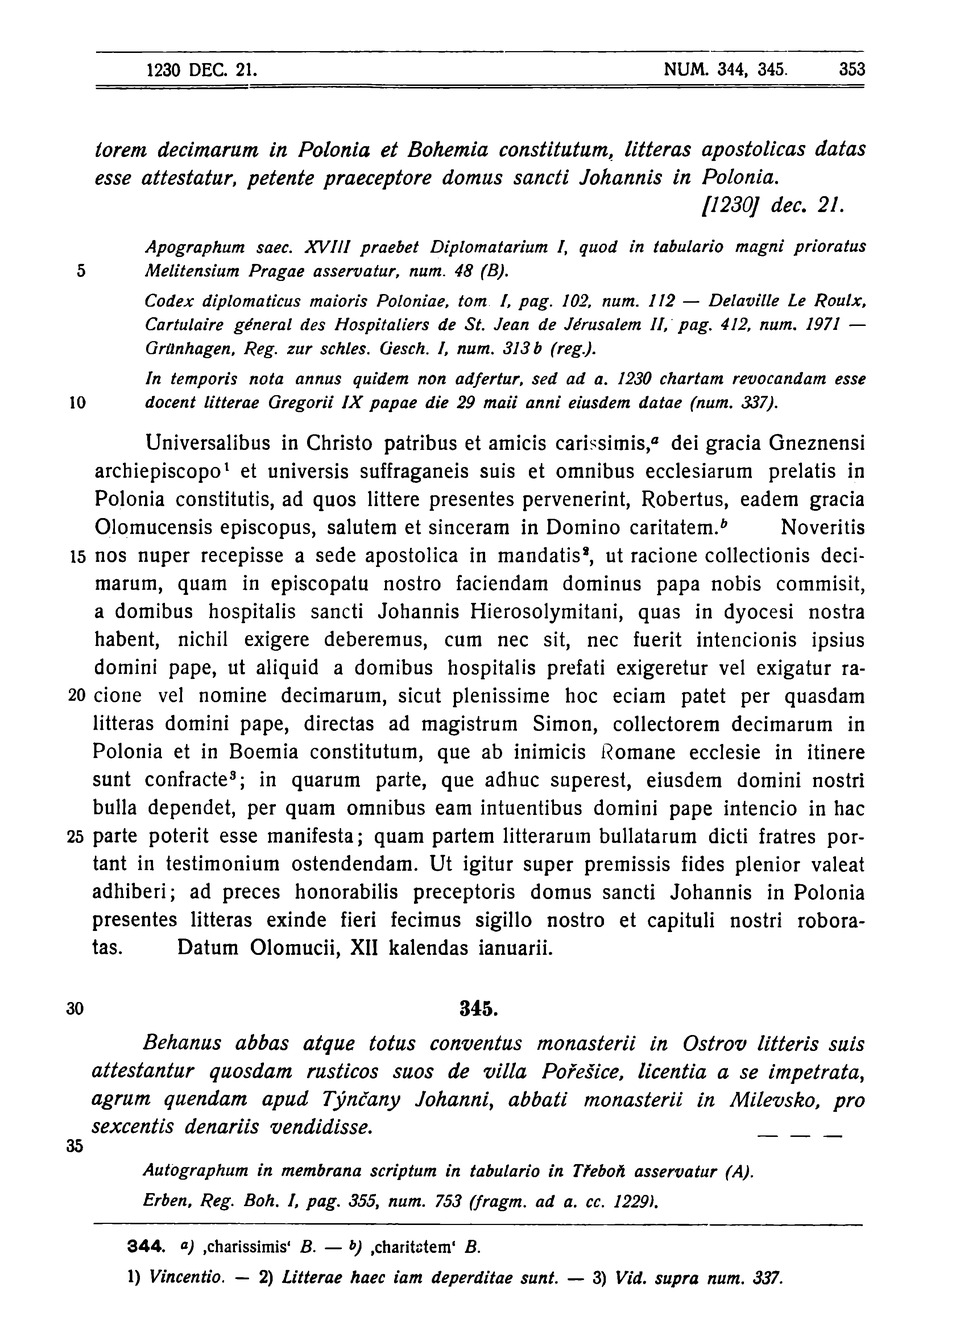 1230 DEC. 21. NUM. 344, 345. 353
torem decimarum in Polonia et Bohemia constitutum, litteras apostolicas datas
esse attestatur, petente praeceptore domus sancti Johannis in Polonia.
[1230] dec. 21.
Apographum saec. XVIII praebet Diplomatarium I, quod in tabulario magni prioratus
5 Melitensium Pragae asservatur, num. 48 (B).
Codex diplomaticus maioris Poloniae, tom I, pag. 102, num. 112 — Delaville Le Roulx,
Cartulaire géneral des Hospitaliers de St. Jean de Jérusalem II, pag. 412, num. 1971 —
Grünhagen, Reg. zur schles. Gesch. I, num. 313 b (reg.).
In temporis nota annus quidem non adfertur, sed ad a. 1230 chartam revocandam esse
10 docent litterae Gregorii IX papae die 29 maii anni eiusdem datae (num. 337).
Universalibus in Christo patribus et amicis carissimis,ᵃ dei gracia Gneznensi
archiepiscopo¹ et universis suffraganeis suis et omnibus ecclesiarum prelatis in
Polonia constitutis, ad quos littere presentes pervenerint, Robertus, eadem gracia
Olomucensis episcopus, salutem et sinceram in Domino caritatem.ᵇ Noveritis
15 nos nuper recepisse a sede apostolica in mandatis², ut racione collectionis deci-
marum, quam in episcopatu nostro faciendam dominus papa nobis commisit,
a domibus hospitalis sancti Johannis Hierosolymitani, quas in dyocesi nostra
habent, nichil exigere deberemus, cum nec sit, nec fuerit intencionis ipsius
domini pape, ut aliquid a domibus hospitalis prefati exigeretur vel exigatur ra-
20 cione vel nomine decimarum, sicut plenissime hoc eciam patet per quasdam
litteras domini pape, directas ad magistrum Simon, collectorem decimarum in
Polonia et in Boemia constitutum, que ab inimicis Romane ecclesie in itinere
sunt confracte³; in quarum parte, que adhuc superest, eiusdem domini nostri
bulla dependet, per quam omnibus eam intuentibus domini pape intencio in hac
25 parte poterit esse manifesta; quam partem litterarum bullatarum dicti fratres por-
tant in testimonium ostendendam. Ut igitur super premissis fides plenior valeat
adhiberi; ad preces honorabilis preceptoris domus sancti Johannis in Polonia
presentes litteras exinde fieri fecimus sigillo nostro et capituli nostri robora-
tas. Datum Olomucii, XII kalendas ianuarii.
30 345.
Behanus abbas atque totus conventus monasterii in Ostrov litteris suis
attestantur quosdam rusticos suos de villa Pořešice, licentia a se impetrata,
agrum quendam apud Týnčany Johanni, abbati monasterii in Milevsko, pro
sexcentis denariis vendidisse. — — —
35
Autographum in membrana scriptum in tabulario in Třeboň asservatur (A).
Erben, Reg. Boh. I, pag. 355, num. 753 (fragm. ad a. cc. 1229).
344. a) ‚charissimis‘ B. — b) ‚charitatem‘ B.
1) Vincentio. — 2) Litterae haec iam deperditae sunt. — 3) Vid. supra num. 337.